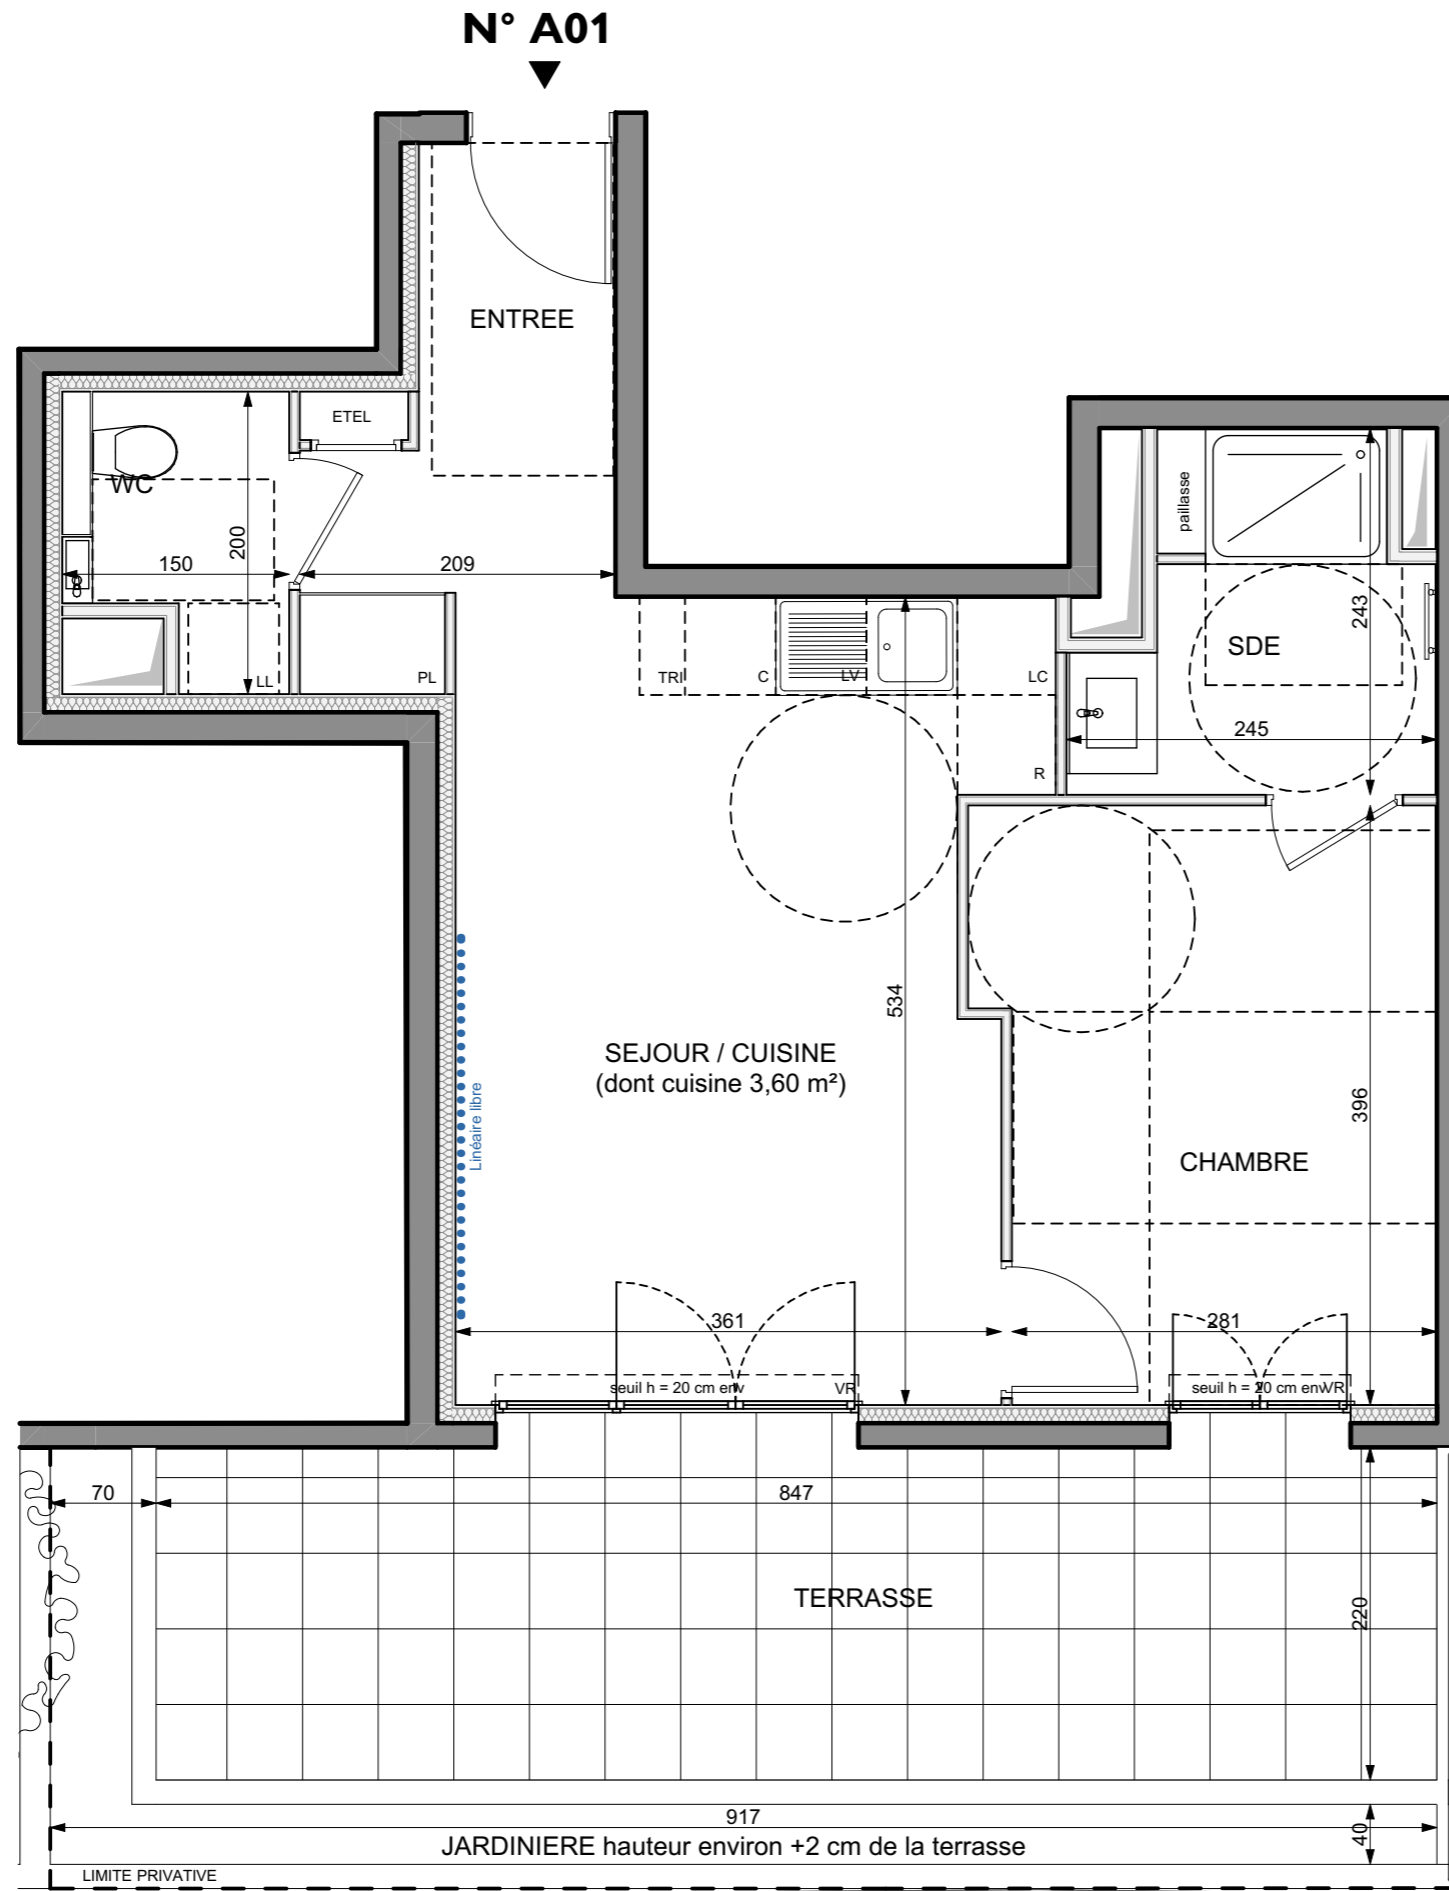 N° A01
ENTREE
ETEL
WC
paillasse
200
150
209
243
SDE
LL
PL
TRI
C
LV
LC
245
R
534
SEJOUR / CUISINE
(dont cuisine 3,60 m²)
Linéaire libre
396
CHAMBRE
361
281
seuil h = 20 cm env
VR
seuil h = 20 cm env
VR
70
847
TERRASSE
220
917
JARDINIERE hauteur environ +2 cm de la terrasse
40
LIMITE PRIVATIVE